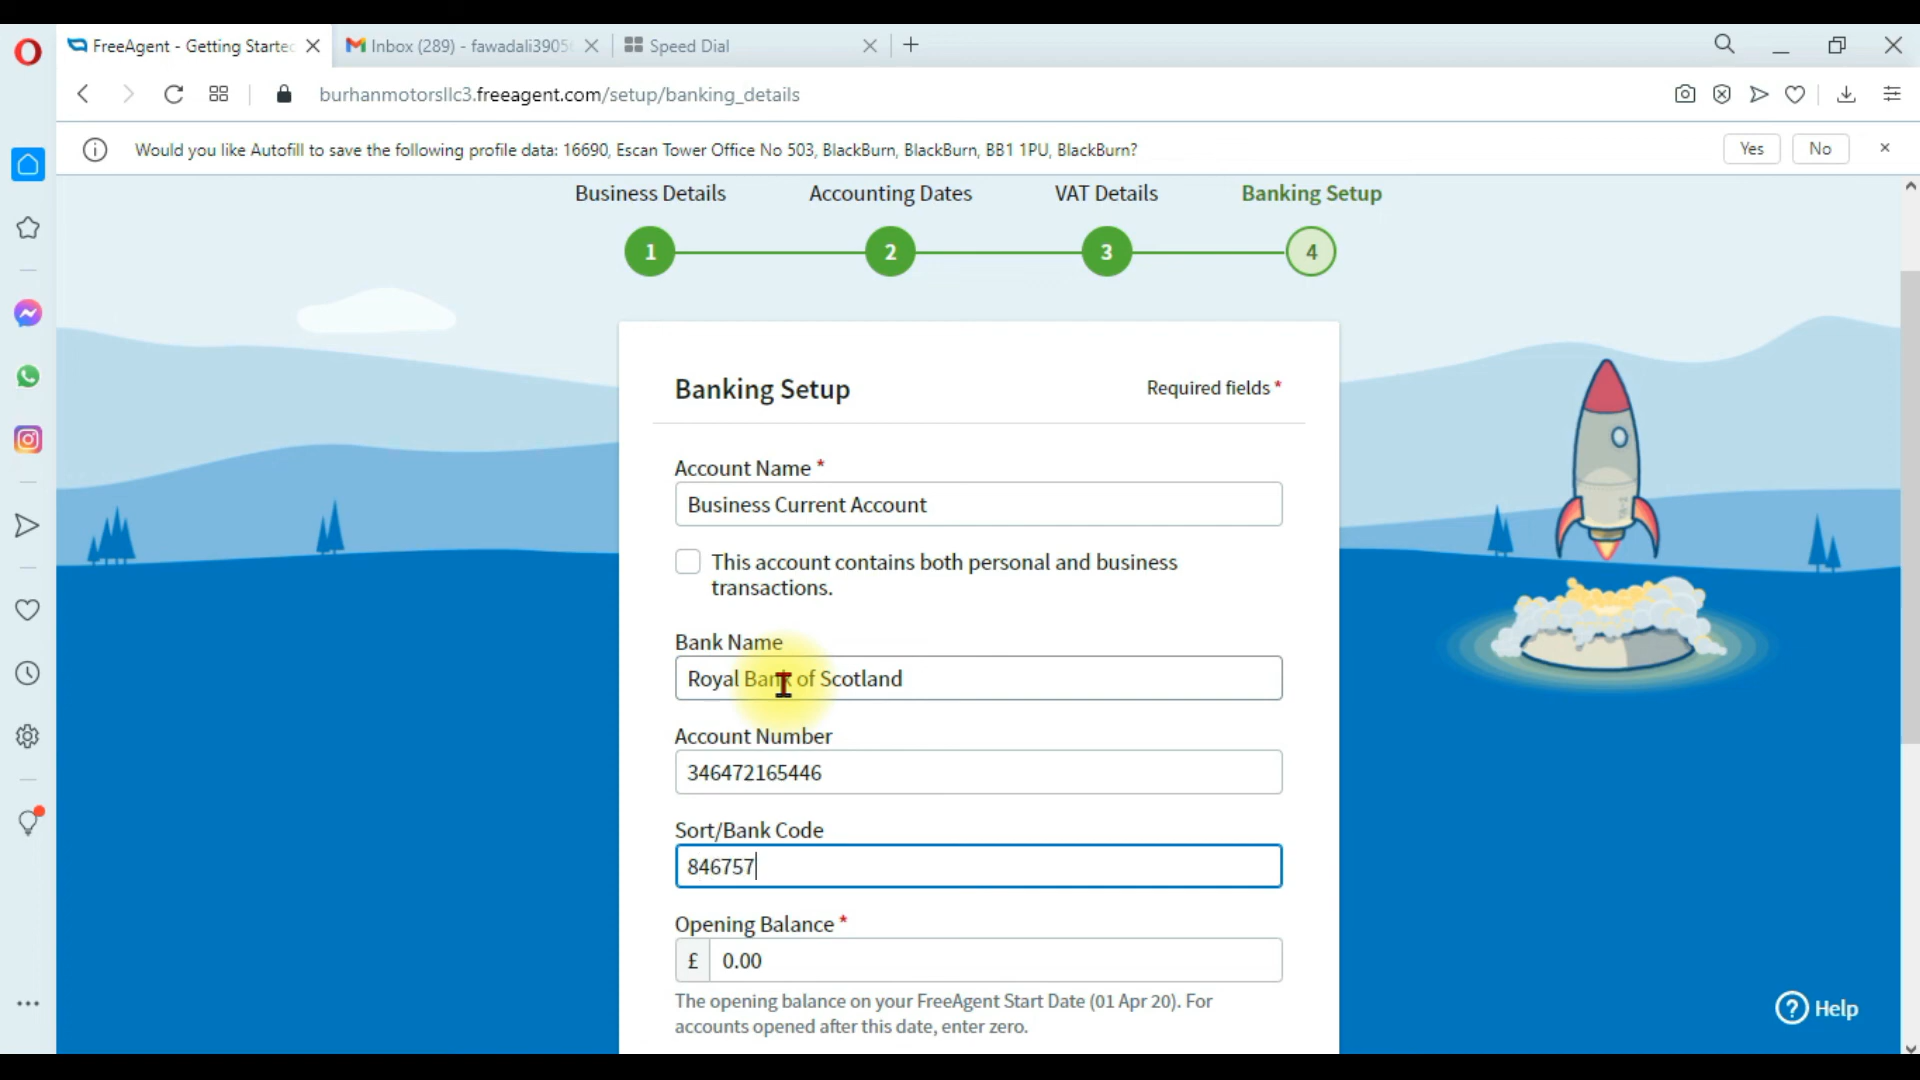 FreeAgent - Getting Starte
Inbox (289) - fawadali3905
Speed Dial
burhanmotorsllc3.freeagent.com/setup/banking_details
Would you like Autofill to save the following profile data: 16690, Escan Tower Office No 503, BlackBurn, BlackBurn, BB1 1PU, BlackBurn?
Yes
No
Business Details
Accounting Dates
VAT Details
Banking Setup
1
2
3
4
Banking Setup
Required fields *
Account Name *
Business Current Account
This account contains both personal and business
transactions.
Bank Name
Royal Bank of Scotland
Account Number
346472165446
Sort/Bank Code
846757
Opening Balance *
£ 0.00
The opening balance on your FreeAgent Start Date (01 Apr 20). For
accounts opened after this date, enter zero.
? Help